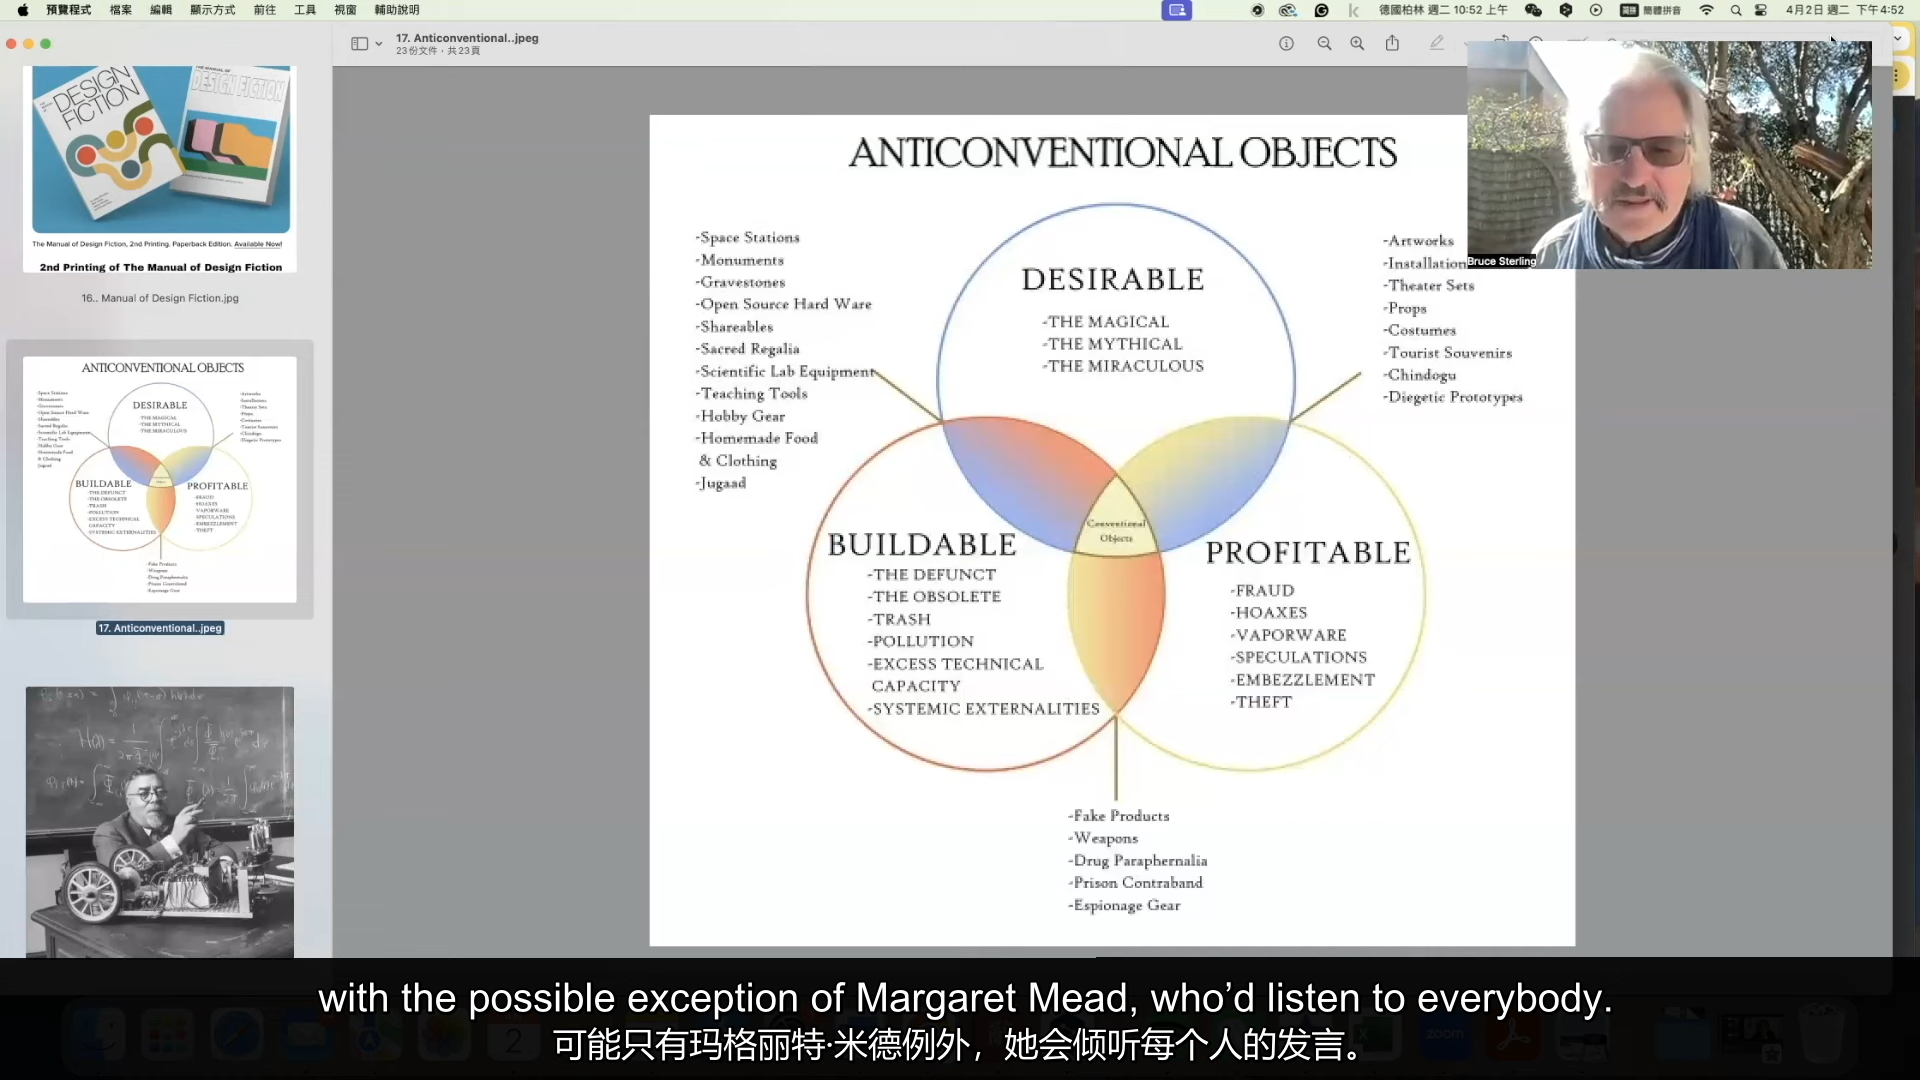 預覽程式 檔案 編輯 顯示方式 前往 工具 視窗 輔助說明
德國柏林 週二 10:52 上午
簡體拼音
4月2日 週二 下午4:52
17. Anticonventional..jpeg
23份文件，共23頁
DESIGN FICTION
DESIGN FICTION
The Manual of Design Fiction, 2nd Printing. Paperback Edition. Available Now!
2nd Printing of The Manual of Design Fiction
16.. Manual of Design Fiction.jpg
17. Anticonventional..jpeg
ANTICONVENTIONAL OBJECTS
-Space Stations
-Monuments
-Gravestones
-Open Source Hard Ware
-Shareables
-Sacred Regalia
-Scientific Lab Equipment
-Teaching Tools
-Hobby Gear
-Homemade Food
& Clothing
-Jugaad
DESIRABLE
-THE MAGICAL
-THE MYTHICAL
-THE MIRACULOUS
-Artworks
-Installation
-Theater Sets
-Props
-Costumes
-Tourist Souvenirs
-Chindogu
-Diegetic Prototypes
Conventional
Objects
BUILDABLE
-THE DEFUNCT
-THE OBSOLETE
-TRASH
-POLLUTION
-EXCESS TECHNICAL
CAPACITY
-SYSTEMIC EXTERNALITIES
PROFITABLE
-FRAUD
-HOAXES
-VAPORWARE
-SPECULATIONS
-EMBEZZLEMENT
-THEFT
-Fake Products
-Weapons
-Drug Paraphernalia
-Prison Contraband
-Espionage Gear
Bruce Sterling
with the possible exception of Margaret Mead, who’d listen to everybody.
可能只有玛格丽特·米德例外，她会倾听每个人的发言。
zoom